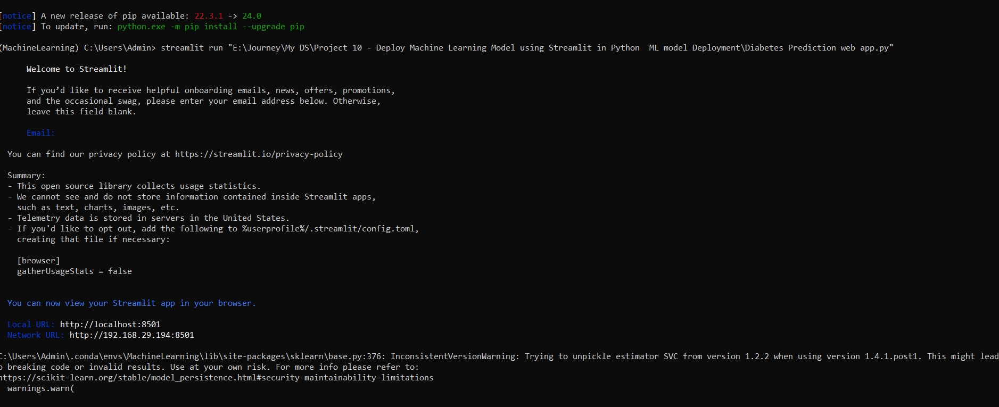 [notice] A new release of pip available: 22.3.1 -> 24.0
[notice] To update, run: python.exe -m pip install --upgrade pip
(MachineLearning) C:\Users\Admin> streamlit run "E:\Journey\My DS\Project 10 - Deploy Machine Learning Model using Streamlit in Python  ML model Deployment\Diabetes Prediction web app.py"
Welcome to Streamlit!
If you’d like to receive helpful onboarding emails, news, offers, promotions,
and the occasional swag, please enter your email address below. Otherwise,
leave this field blank.
Email:
You can find our privacy policy at https://streamlit.io/privacy-policy
Summary:
- This open source library collects usage statistics.
- We cannot see and do not store information contained inside Streamlit apps,
such as text, charts, images, etc.
- Telemetry data is stored in servers in the United States.
- If you'd like to opt out, add the following to %userprofile%/.streamlit/config.toml,
creating that file if necessary:
[browser]
gatherUsageStats = false
You can now view your Streamlit app in your browser.
Local URL: http://localhost:8501
Network URL: http://192.168.29.194:8501
C:\Users\Admin\.conda\envs\MachineLearning\lib\site-packages\sklearn\base.py:376: InconsistentVersionWarning: Trying to unpickle estimator SVC from version 1.2.2 when using version 1.4.1.post1. This might lead
o breaking code or invalid results. Use at your own risk. For more info please refer to:
https://scikit-learn.org/stable/model_persistence.html#security-maintainability-limitations
warnings.warn(